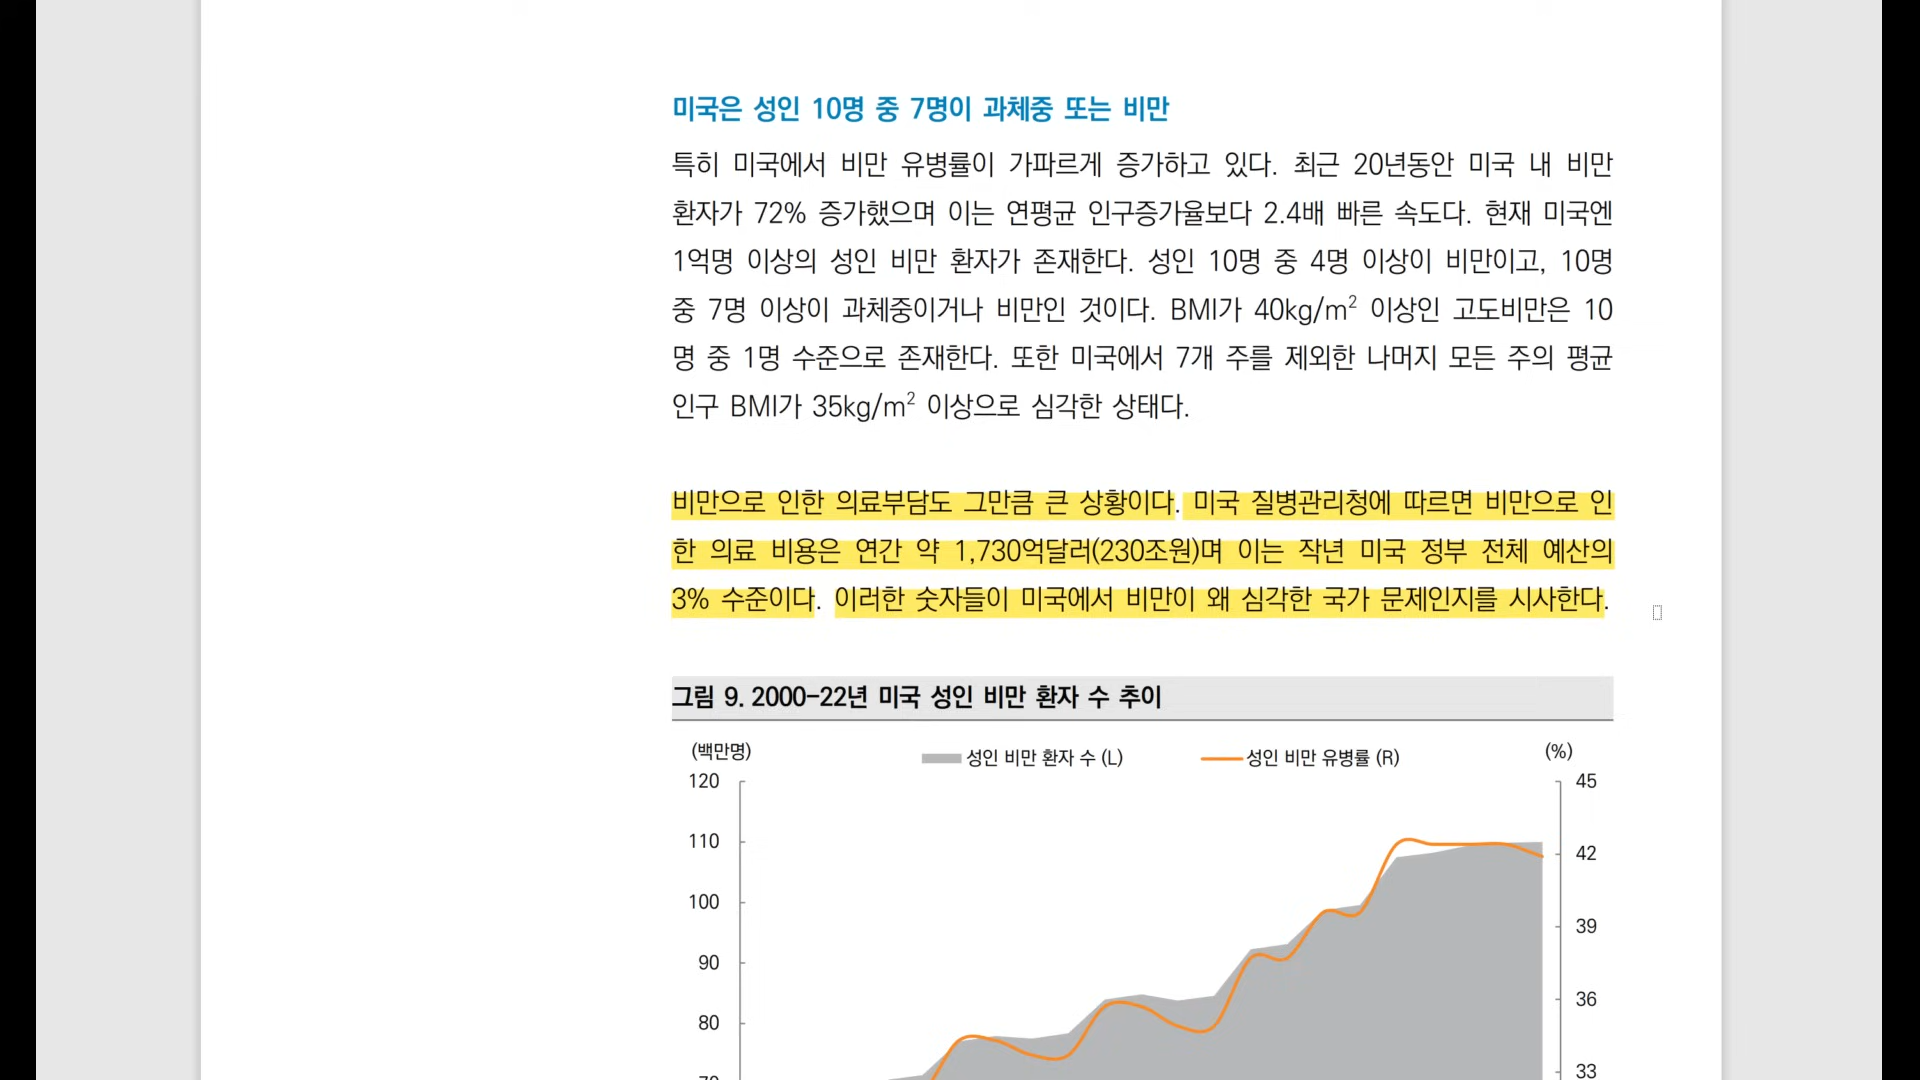 미국은 성인 10명 중 7명이 과체중 또는 비만
특히 미국에서 비만 유병률이 가파르게 증가하고 있다. 최근 20년동안 미국 내 비만
환자가 72% 증가했으며 이는 연평균 인구증가율보다 2.4배 빠른 속도다. 현재 미국엔
1억명 이상의 성인 비만 환자가 존재한다. 성인 10명 중 4명 이상이 비만이고, 10명
중 7명 이상이 과체중이거나 비만인 것이다. BMI가 40kg/m² 이상인 고도비만은 10
명 중 1명 수준으로 존재한다. 또한 미국에서 7개 주를 제외한 나머지 모든 주의 평균
인구 BMI가 35kg/m² 이상으로 심각한 상태다.
비만으로 인한 의료부담도 그만큼 큰 상황이다. 미국 질병관리청에 따르면 비만으로 인
한 의료 비용은 연간 약 1,730억달러(230조원)며 이는 작년 미국 정부 전체 예산의
3% 수준이다. 이러한 숫자들이 미국에서 비만이 왜 심각한 국가 문제인지를 시사한다.
그림 9. 2000-22년 미국 성인 비만 환자 수 추이
(백만명) 성인 비만 환자 수 (L) 성인 비만 유병률 (R) (%)
120 45
110 42
100 39
90 36
80 33
70